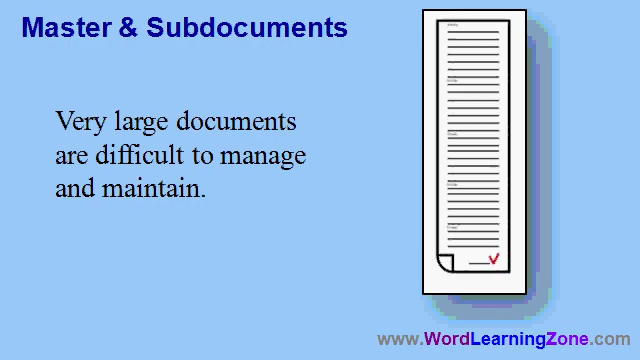 Master & Subdocuments
Very large documents
are difficult to manage
and maintain.
www.WordLearningZone.com